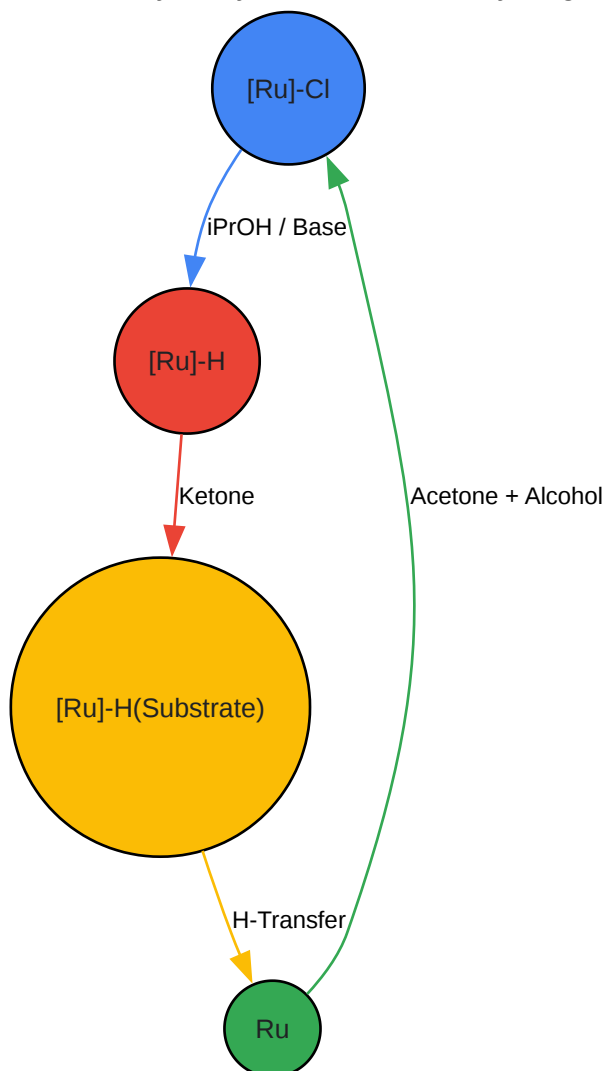 [Ru]-Cl
iPrOH / Base
[Ru]-H
Ketone
Acetone + Alcohol
[Ru]-H(Substrate)
H-Transfer
Ru